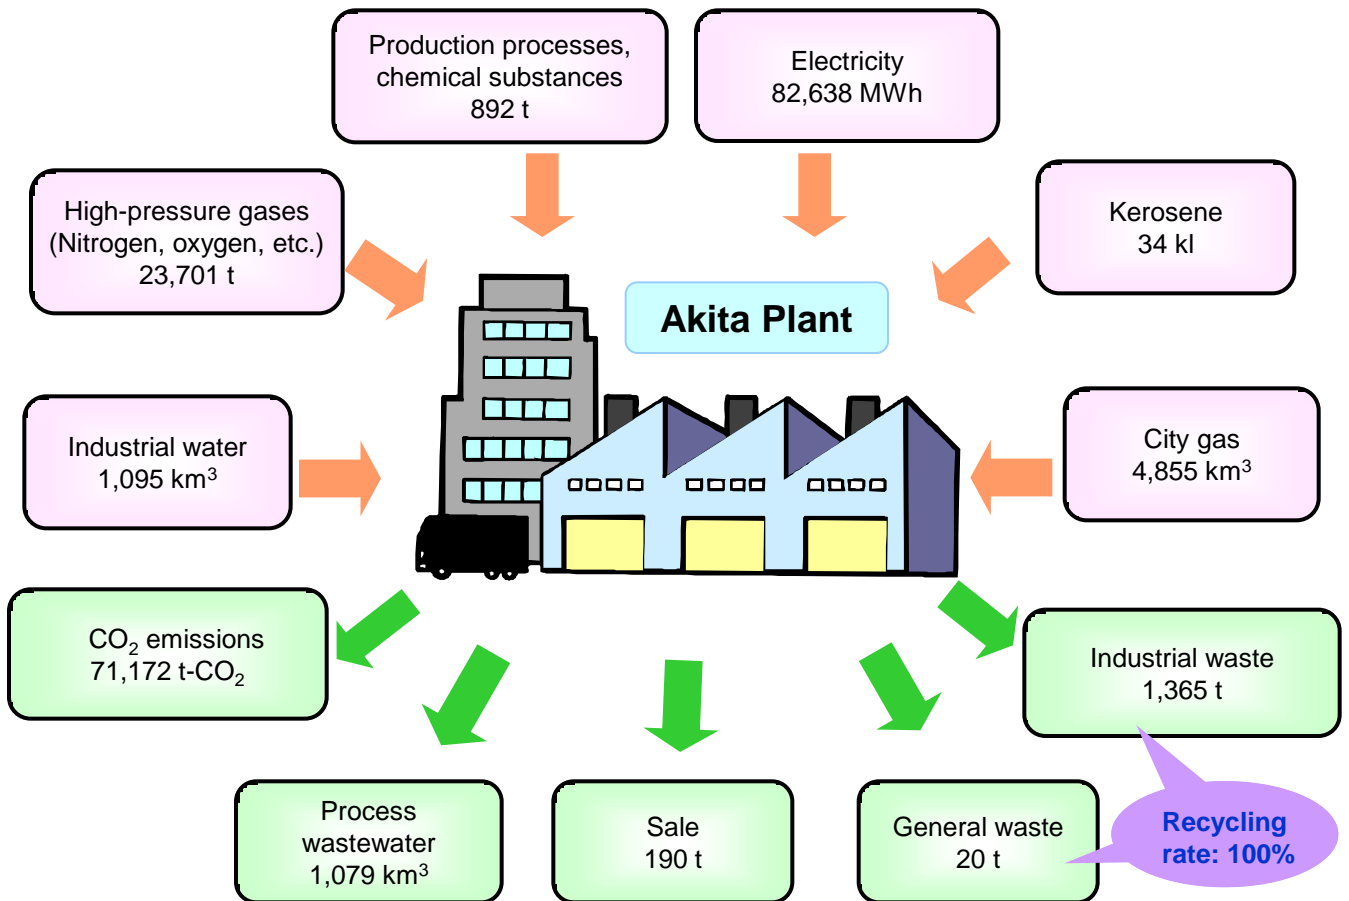 Production processes,
chemical substances
892 t
Electricity
82,638 MWh
High-pressure gases
(Nitrogen, oxygen, etc.)
23,701 t
Kerosene
34 kl
Akita Plant
Industrial water
1,095 km³
City gas
4,855 km³
CO₂ emissions
71,172 t-CO₂
Industrial waste
1,365 t
Process
wastewater
1,079 km³
Sale
190 t
General waste
20 t
Recycling
rate: 100%